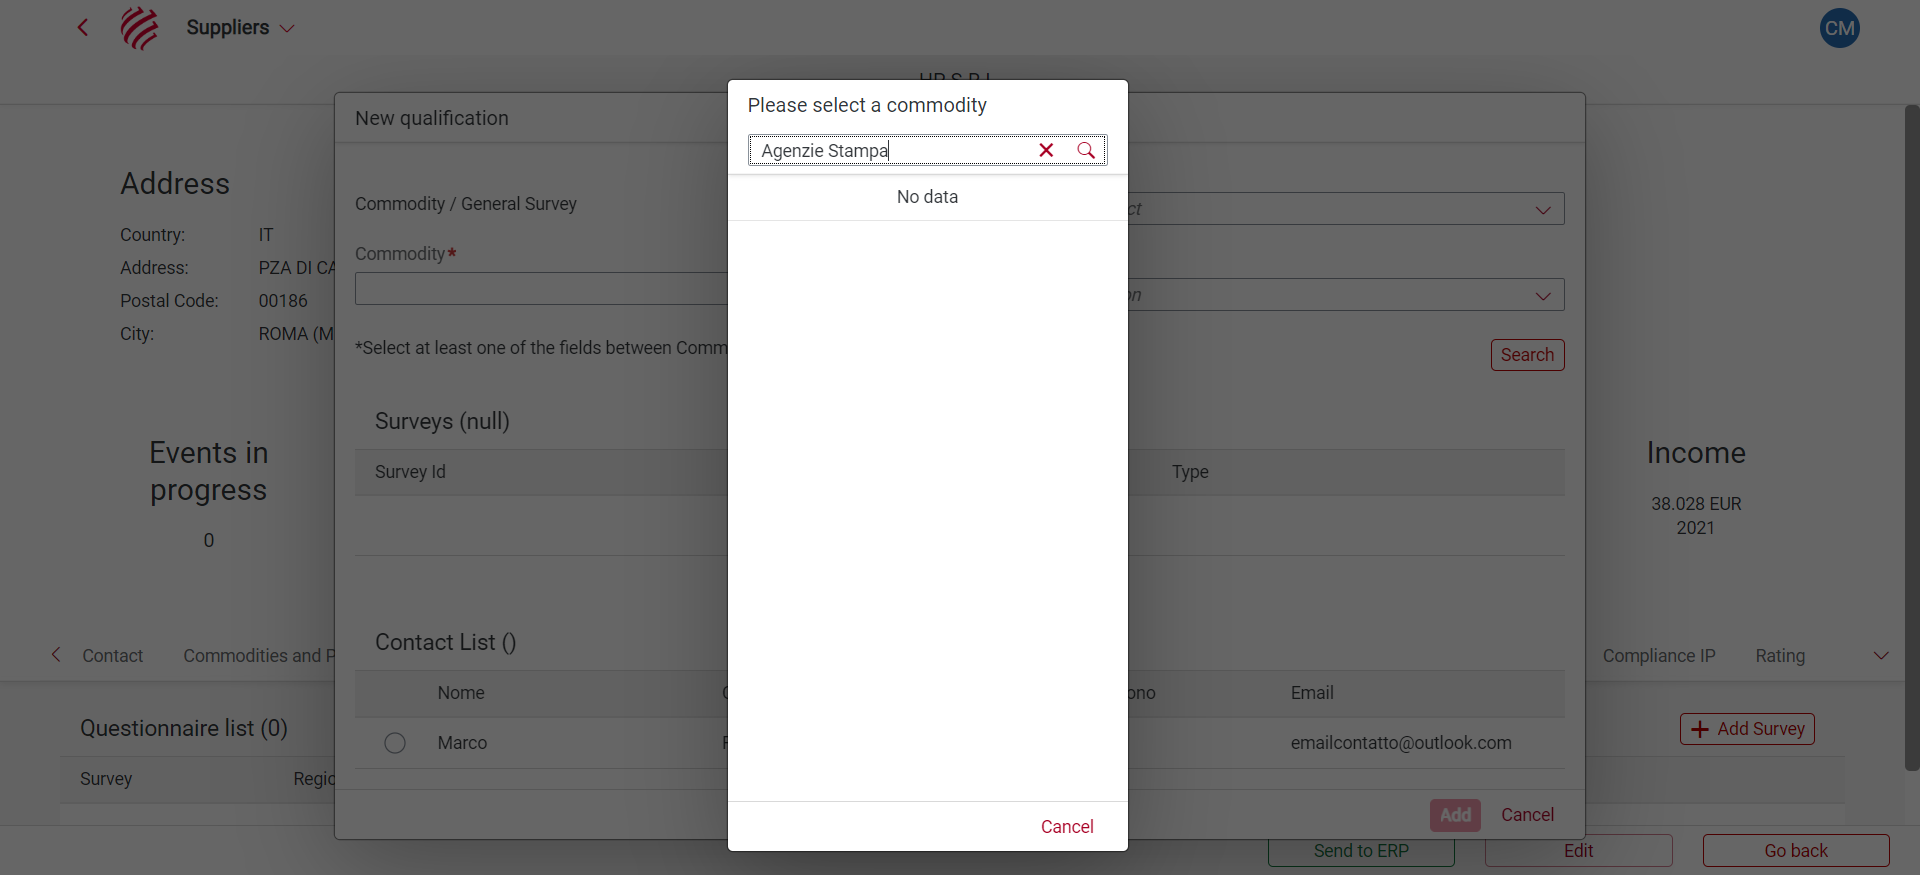 Suppliers
CM
New qualification
Please select a commodity
Agenzie Stampa
No data
Cancel
Address
Country: IT
Address: PZA DI CA
Postal Code: 00186
City: ROMA (M
Commodity / General Survey
Commodity*
*Select at least one of the fields between Comm
Search
Surveys (null)
Survey Id
Type
Events in
progress
0
Income
38.028 EUR
2021
Contact List ()
Nome
ono
Email
Marco
emailcontatto@outlook.com
Add
Cancel
Contact
Commodities and P
Compliance IP
Rating
Questionnaire list (0)
Add Survey
Survey
Regio
Send to ERP
Edit
Go back